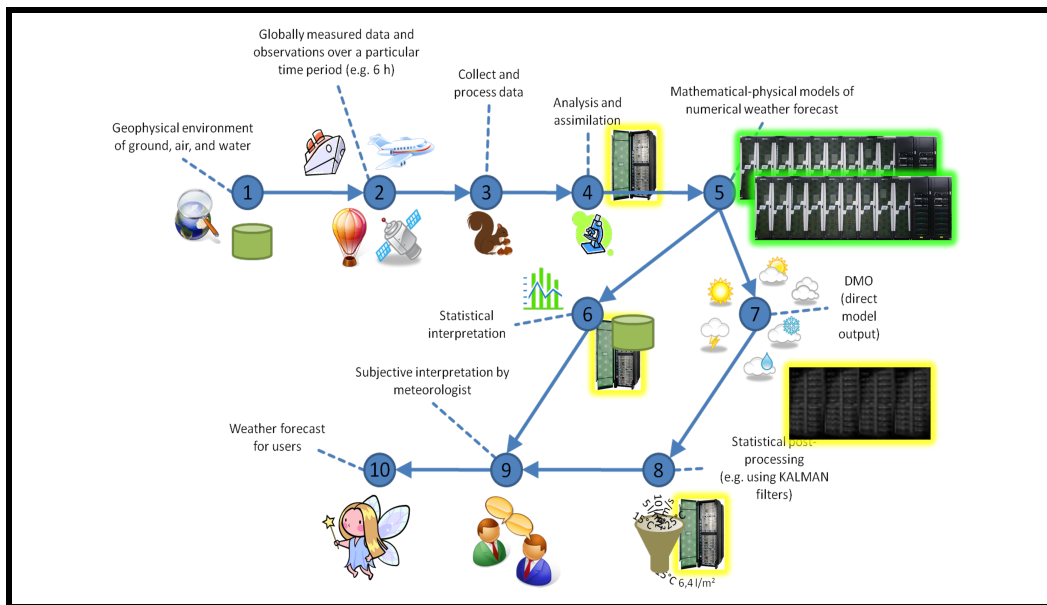 Globally measured data and
observations over a particular
time period (e.g. 6 h)
Collect and
process data
Analysis and
assimilation
Mathematical-physical models of
numerical weather forecast
Geophysical environment
of ground, air, and water
1
2
3
4
5
DMO
(direct
model
output)
7
6
Statistical
interpretation
Subjective interpretation by
meteorologist
Weather forecast
for users
Statistical post-
processing
(e.g. using KALMAN
filters)
10
9
8
15°C
6,4 l/m²